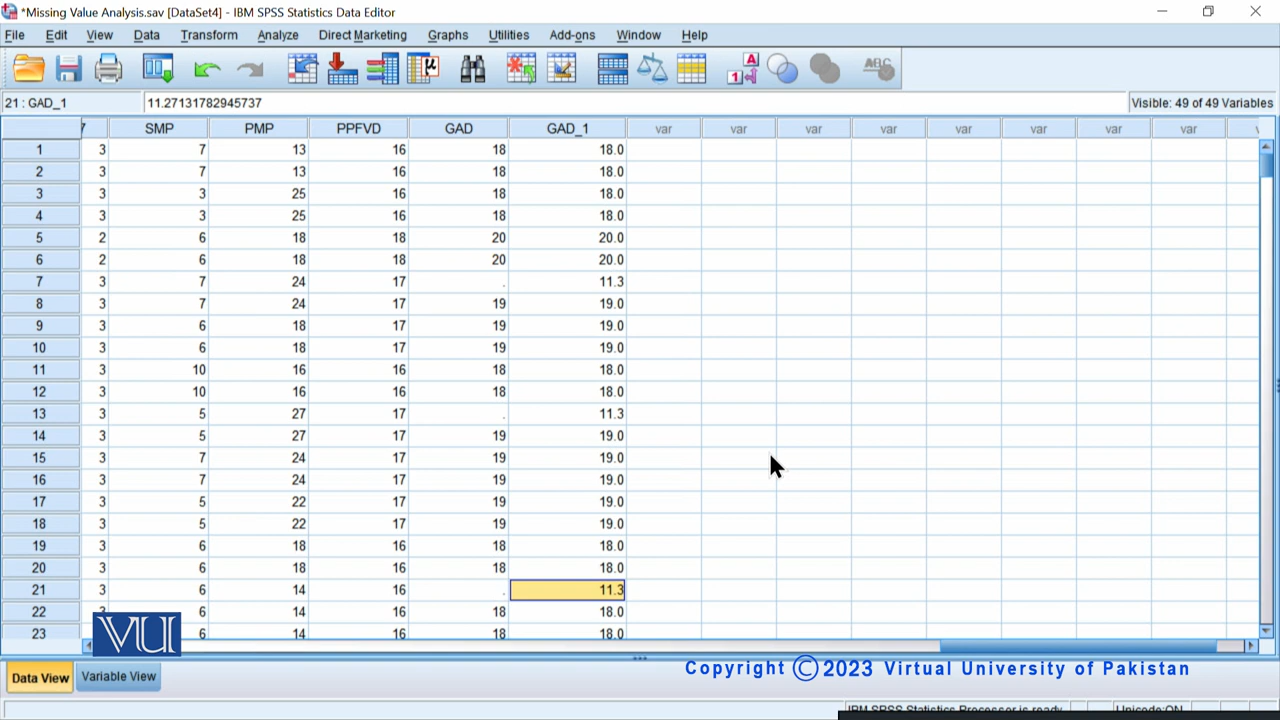 *Missing Value Analysis.sav [DataSet4] - IBM SPSS Statistics Data Editor
File Edit View Data Transform Analyze Direct Marketing Graphs Utilities Add-ons Window Help
21 : GAD_1 11.27131782945737 Visible: 49 of 49 Variables
7 SMP PMP PPFVD GAD GAD_1 var var var var var var var var
1 3 7 13 16 18 18.0
2 3 7 13 16 18 18.0
3 3 3 25 16 18 18.0
4 3 3 25 16 18 18.0
5 2 6 18 18 20 20.0
6 2 6 18 18 20 20.0
7 3 7 24 17 . 11.3
8 3 7 24 17 19 19.0
9 3 6 18 17 19 19.0
10 3 6 18 17 19 19.0
11 3 10 16 16 18 18.0
12 3 10 16 16 18 18.0
13 3 5 27 17 . 11.3
14 3 5 27 17 19 19.0
15 3 7 24 17 19 19.0
16 3 7 24 17 19 19.0
17 3 5 22 17 19 19.0
18 3 5 22 17 19 19.0
19 3 6 18 16 18 18.0
20 3 6 18 16 18 18.0
21 3 6 14 16 . 11.3
22 3 6 14 16 18 18.0
23 6 14 16 18 18.0
VU
Data View Variable View
Copyright ©2023 Virtual University of Pakistan
IBM SPSS Statistics Processor is ready Unicode:ON